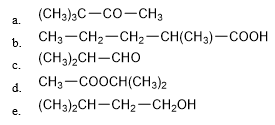 a. (CH₃)₃C—CO—CH₃
b. CH₃—CH₂—CH₂—CH(CH₃)—COOH
c. (CH₃)₂CH—CHO
d. CH₃—COOCH(CH₃)₂
e. (CH₃)₂CH—CH₂—CH₂OH